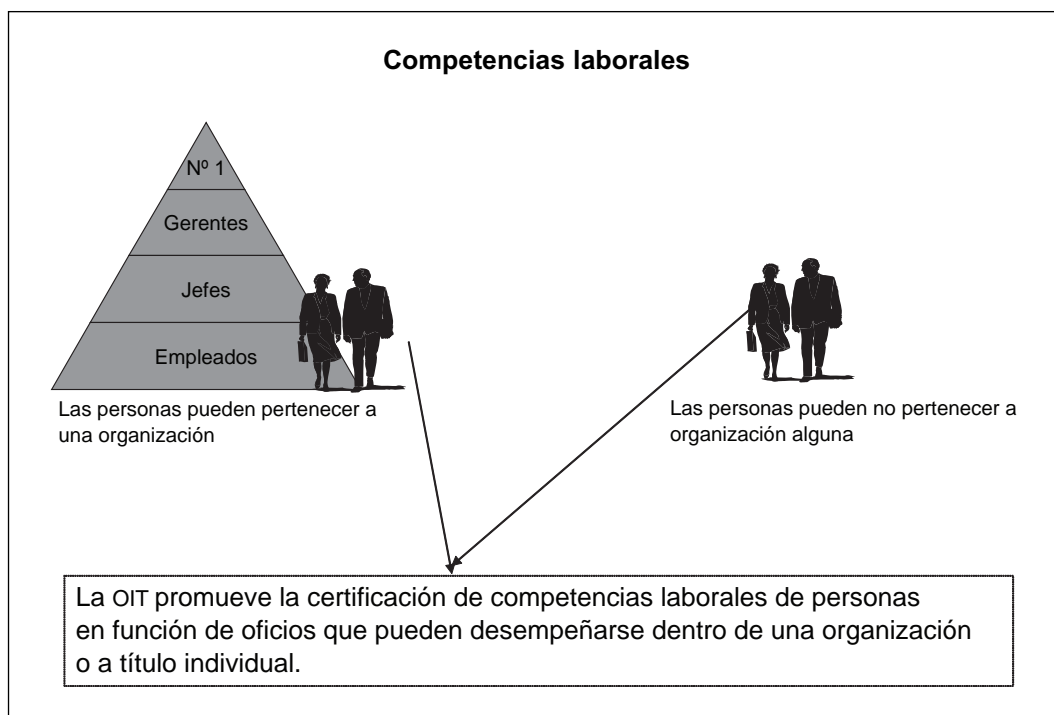 Competencias laborales
Nº 1
Gerentes
Jefes
Empleados
Las personas pueden pertenecer a
una organización
Las personas pueden no pertenecer a
organización alguna
La OIT promueve la certificación de competencias laborales de personas
en función de oficios que pueden desempeñarse dentro de una organización
o a título individual.